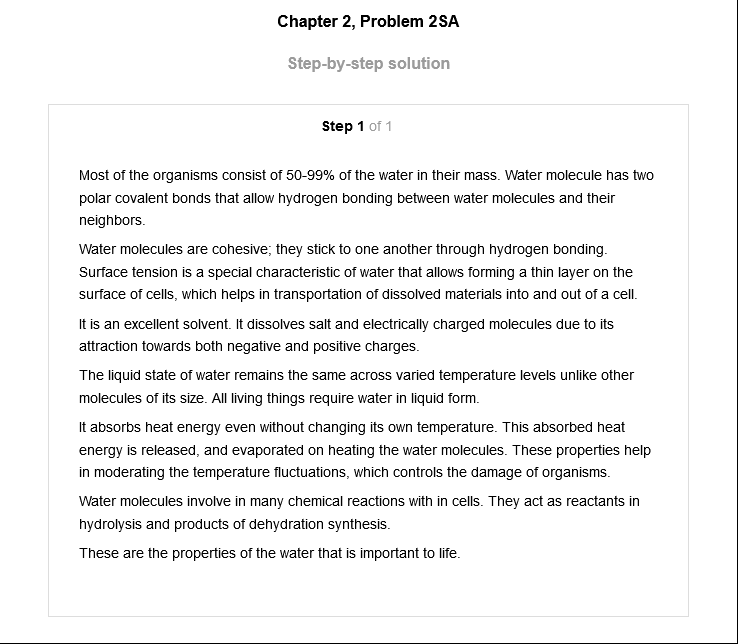 Chapter 2, Problem 2SA
Step-by-step solution
Step 1 of 1
Most of the organisms consist of 50-99% of the water in their mass. Water molecule has two
polar covalent bonds that allow hydrogen bonding between water molecules and their
neighbors.
Water molecules are cohesive; they stick to one another through hydrogen bonding.
Surface tension is a special characteristic of water that allows forming a thin layer on the
surface of cells, which helps in transportation of dissolved materials into and out of a cell.
It is an excellent solvent. It dissolves salt and electrically charged molecules due to its
attraction towards both negative and positive charges.
The liquid state of water remains the same across varied temperature levels unlike other
molecules of its size. All living things require water in liquid form.
It absorbs heat energy even without changing its own temperature. This absorbed heat
energy is released, and evaporated on heating the water molecules. These properties help
in moderating the temperature fluctuations, which controls the damage of organisms.
Water molecules involve in many chemical reactions with in cells. They act as reactants in
hydrolysis and products of dehydration synthesis.
These are the properties of the water that is important to life.